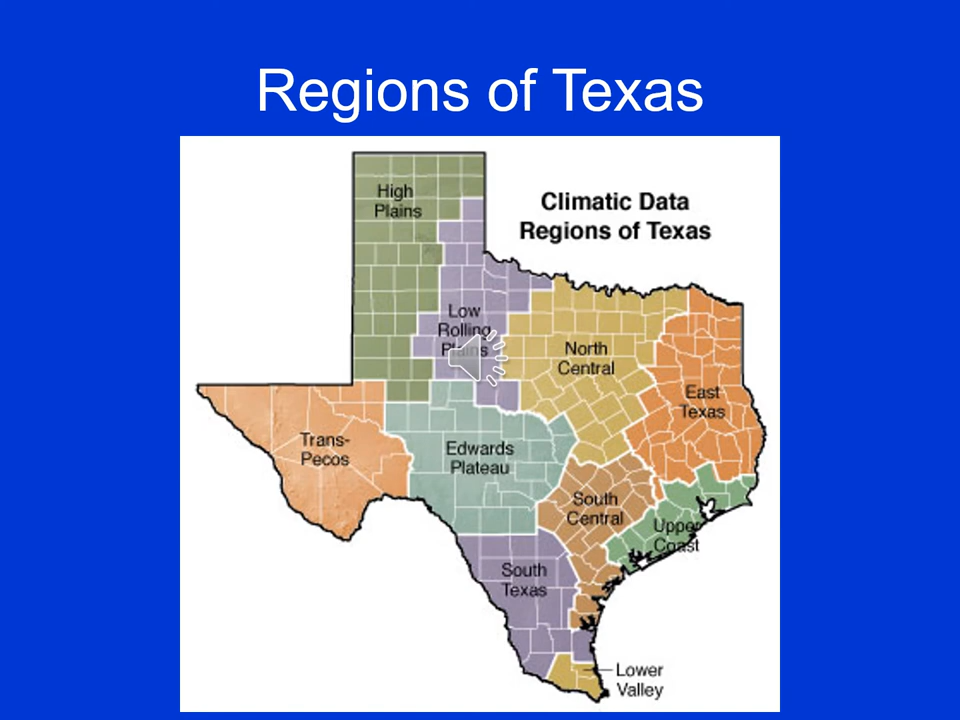 Regions of Texas
Climatic Data
Regions of Texas
High
Plains
Low
Rolling
Plains
North
Central
East
Texas
Trans-
Pecos
Edwards
Plateau
South
Central
Upper
Coast
South
Texas
Lower
Valley